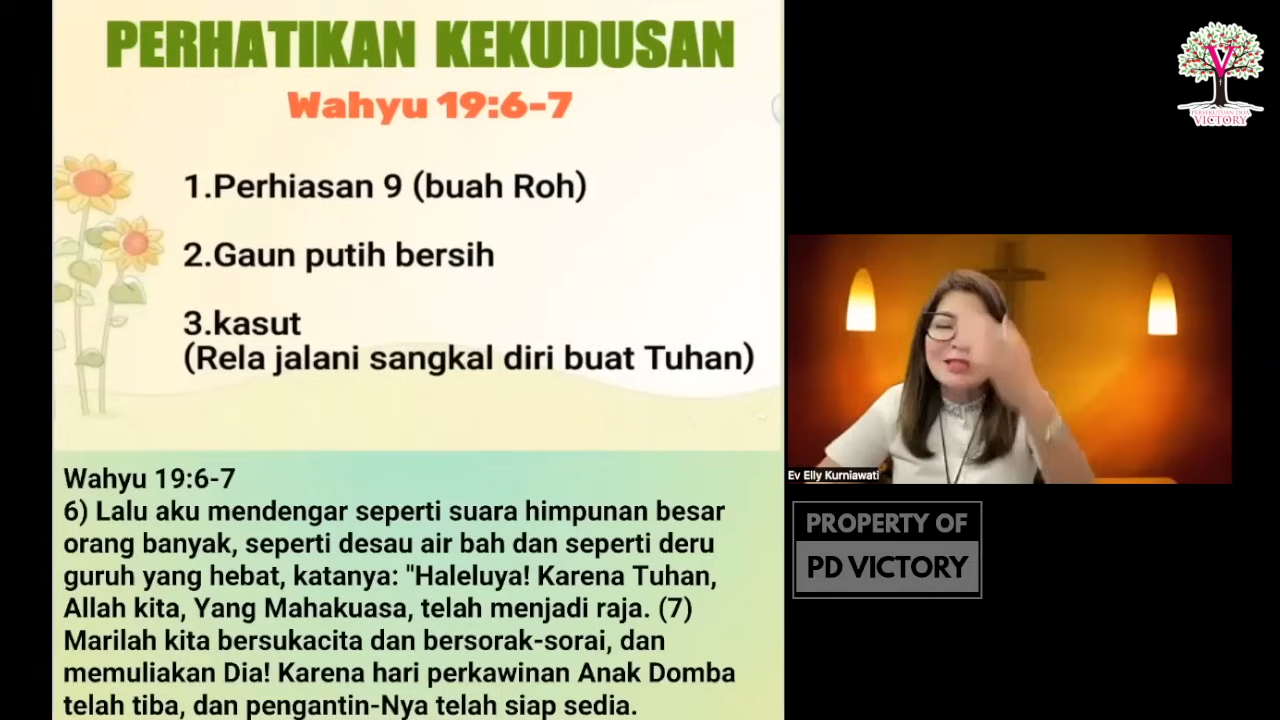 PERHATIKAN KEKUDUSAN
Wahyu 19:6-7
1.Perhiasan 9 (buah Roh)
2.Gaun putih bersih
3.kasut
(Rela jalani sangkal diri buat Tuhan)
Wahyu 19:6-7
6) Lalu aku mendengar seperti suara himpunan besar
orang banyak, seperti desau air bah dan seperti deru
guruh yang hebat, katanya: "Haleluya! Karena Tuhan,
Allah kita, Yang Mahakuasa, telah menjadi raja. (7)
Marilah kita bersukacita dan bersorak-sorai, dan
memuliakan Dia! Karena hari perkawinan Anak Domba
telah tiba, dan pengantin-Nya telah siap sedia.
V
PERSEKUTUAN DOA
VICTORY
Ev Elly Kurniawati
PROPERTY OF
PD VICTORY